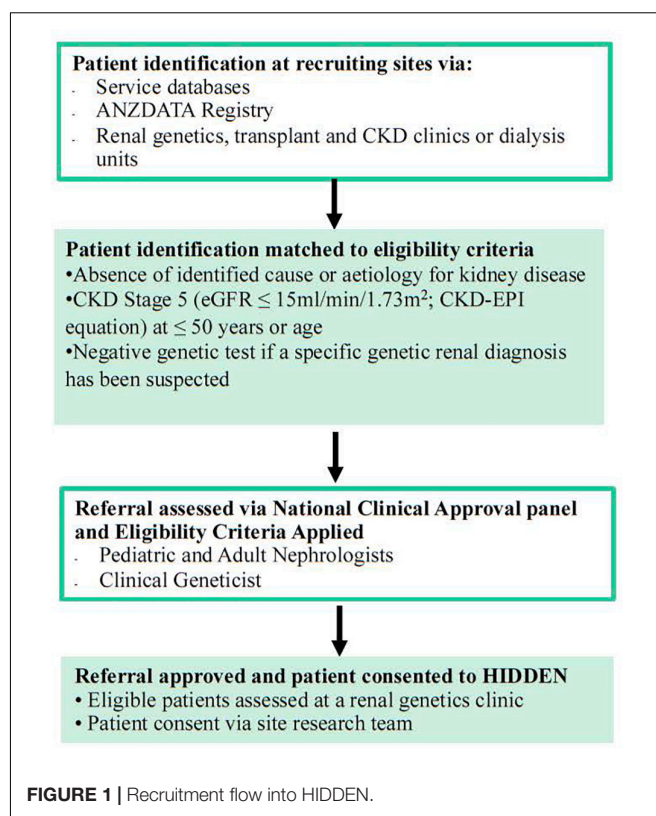 Patient identification at recruiting sites via:
- Service databases
- ANZDATA Registry
- Renal genetics, transplant and CKD clinics or dialysis
units
Patient identification matched to eligibility criteria
•Absence of identified cause or aetiology for kidney disease
•CKD Stage 5 (eGFR ≤ 15ml/min/1.73m²; CKD-EPI
equation) at ≤ 50 years or age
•Negative genetic test if a specific genetic renal diagnosis
has been suspected
Referral assessed via National Clinical Approval panel
and Eligibility Criteria Applied
- Pediatric and Adult Nephrologists
- Clinical Geneticist
Referral approved and patient consented to HIDDEN
• Eligible patients assessed at a renal genetics clinic
• Patient consent via site research team
FIGURE 1 | Recruitment flow into HIDDEN.